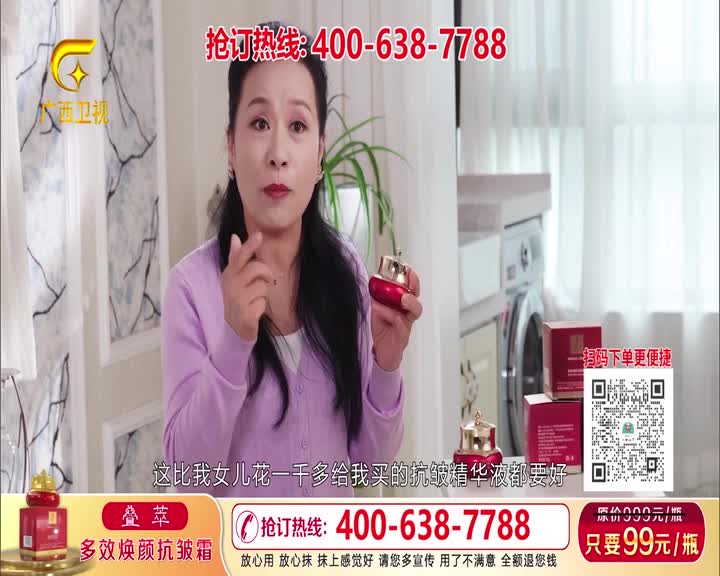 抢订热线: 400-638-7788
广西卫视
扫码下单更便捷
这比我女儿花一千多给我买的抗皱精华液都要好
叠萃
多效焕颜抗皱霜
抢订热线: 400-638-7788
放心用 放心抹 抹上感觉好 请您多宣传 用了不满意 全额退您钱
原价999元/瓶
只要99元/瓶